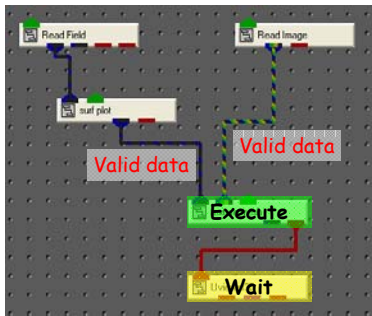 Read Field
Read Image
surf plot
Valid data
Valid data
Execute
Wait